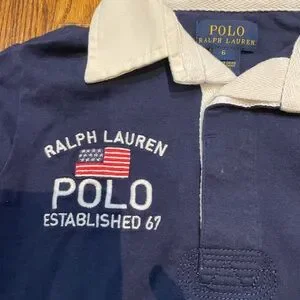 POLO
RALPH LAUREN
6
RALPH LAUREN
POLO
ESTABLISHED 67